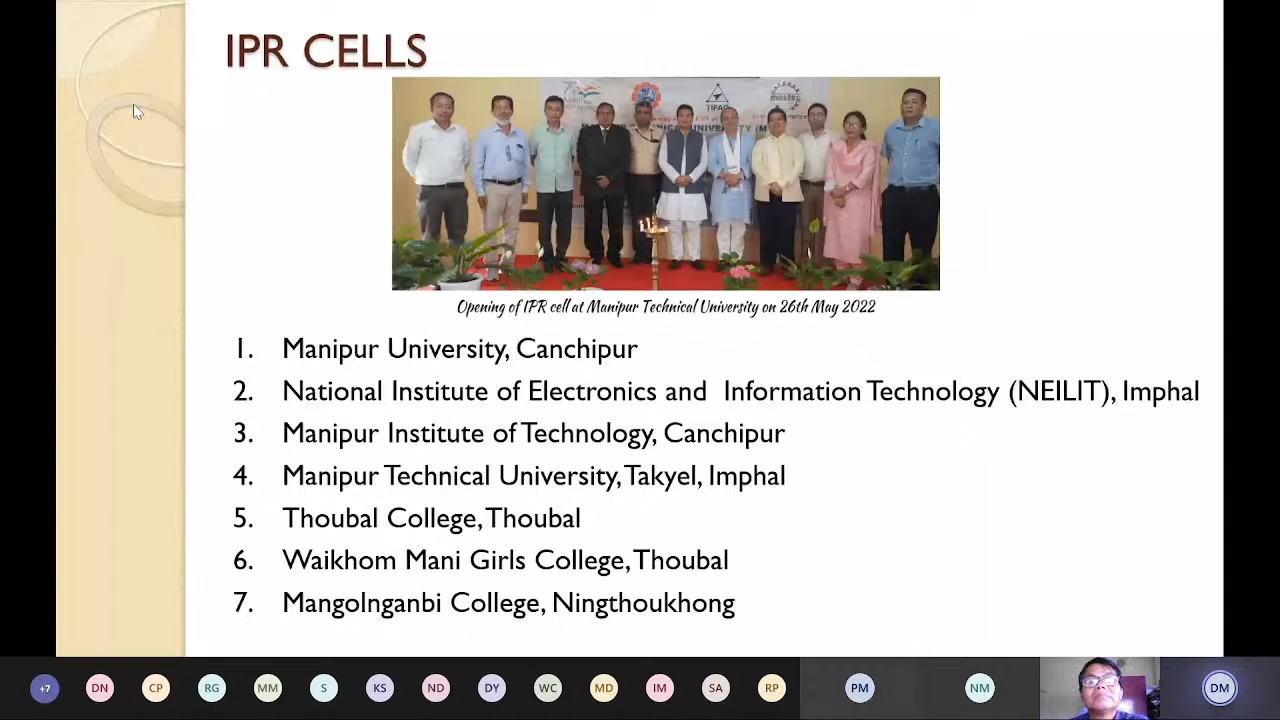 IPR CELLS
TIFAC
Opening of IPR cell at Manipur Technical University on 26th May 2022
1. Manipur University, Canchipur
2. National Institute of Electronics and Information Technology (NEILIT), Imphal
3. Manipur Institute of Technology, Canchipur
4. Manipur Technical University, Takyel, Imphal
5. Thoubal College, Thoubal
6. Waikhom Mani Girls College, Thoubal
7. Mangolnganbi College, Ningthoukhong
+7 DN CP RG MM S KS ND DY WC MD IM SA RP PM NM DM